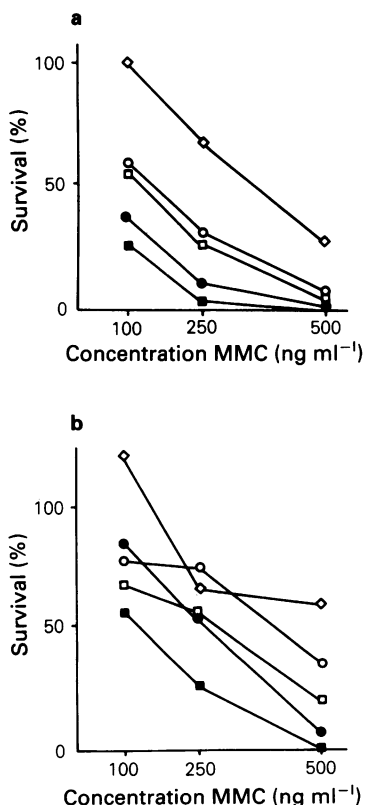 a
Survival (%)
100
50
0
100 250 500
Concentration MMC (ng ml⁻¹)
b
Survival (%)
100
50
0
100 250 500
Concentration MMC (ng ml⁻¹)